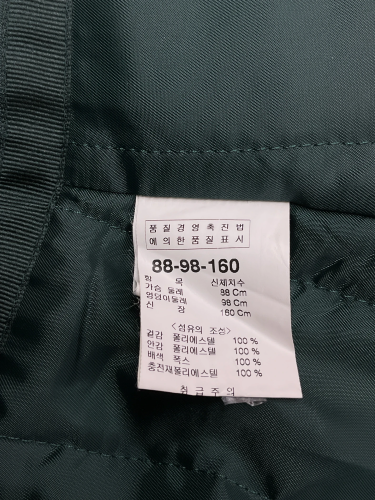 품질경영촉진법
에의한품질표시
88-98-160
항 목 신체치수
가슴 둘레 88 Cm
엉덩이둘레 98 Cm
신 장 160 Cm
<섬유의 조성>
겉감 폴리에스텔 100 %
안감 폴리에스텔 100 %
배색 폭스 100 %
충전재폴리에스텔 100 %
취급주의